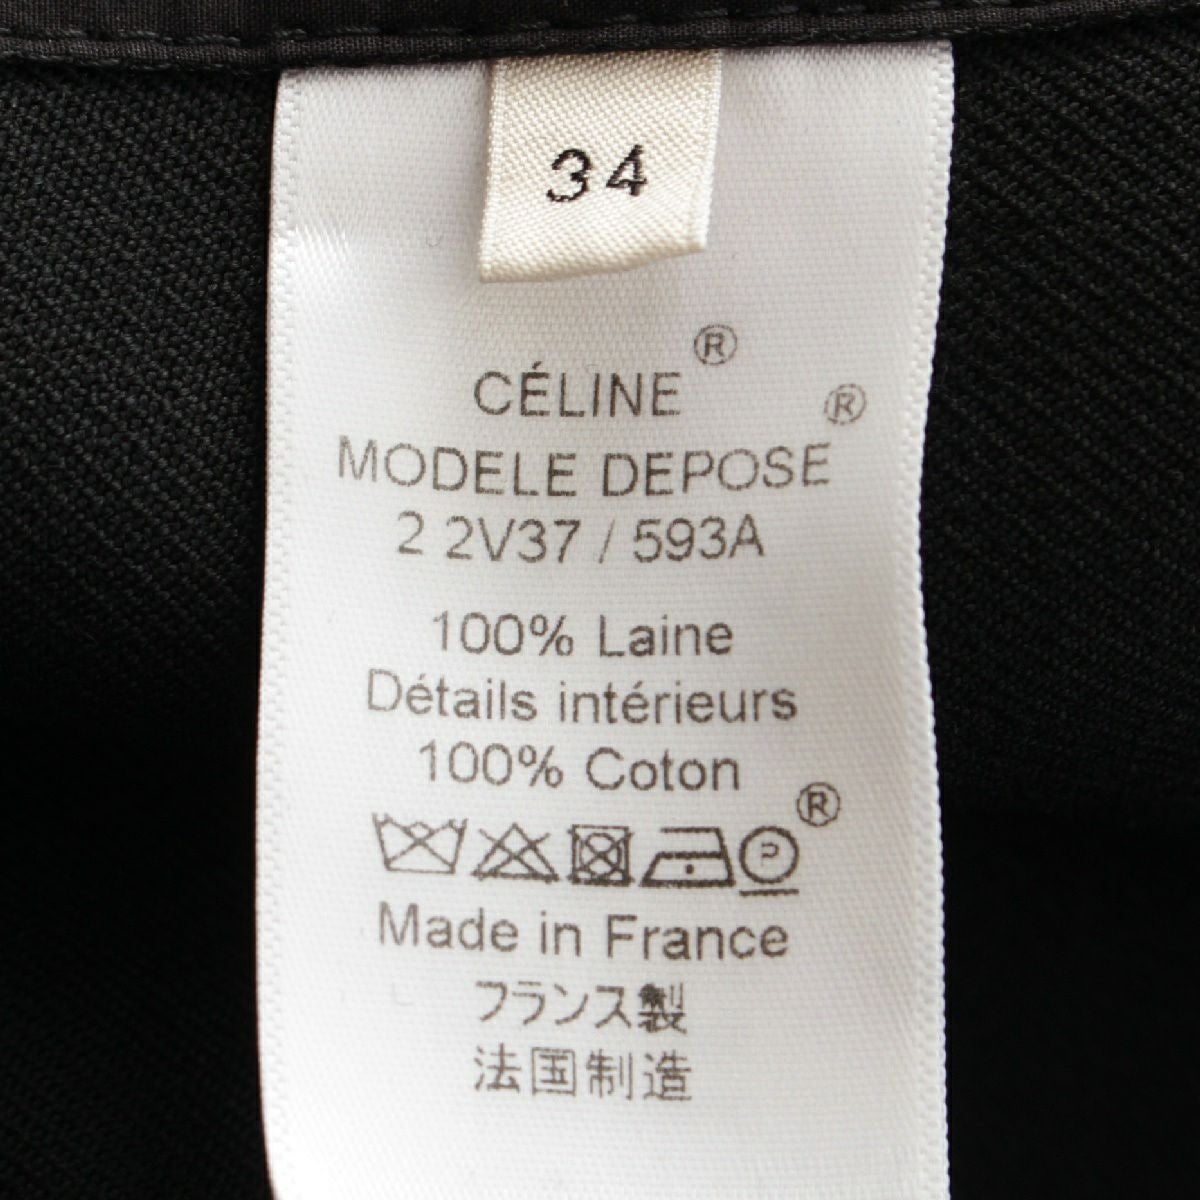 34
CÉLINE®
MODELE DEPOSE®
2 2V37 / 593A
100% Laine
Détails intérieurs
100% Coton
P ®
Made in France
フランス製
法国制造